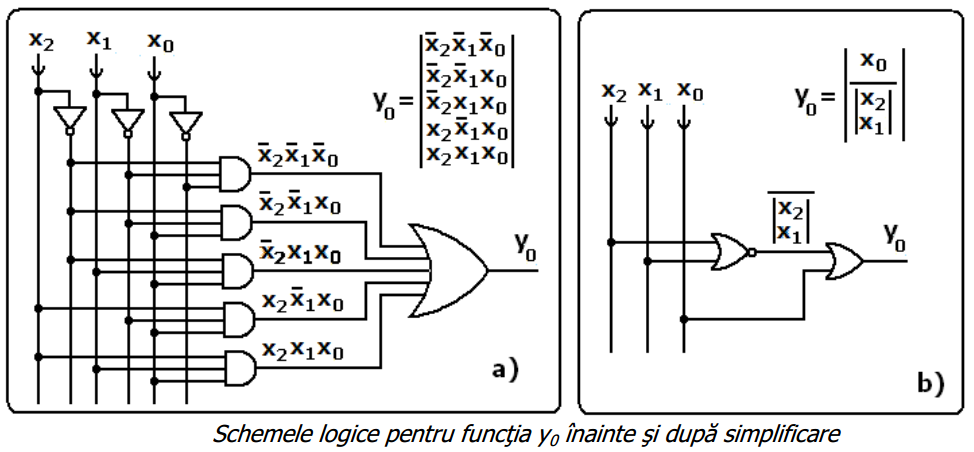 x₂ x₁ x₀
y₀ =
x̄₂x̄₁x̄₀
x̄₂x̄₁x₀
x̄₂x₁x₀
x₂x̄₁x₀
x₂x₁x₀
x̄₂x̄₁x̄₀
x̄₂x̄₁x₀
x̄₂x₁x₀
x₂x̄₁x₀
x₂x₁x₀
y₀
a)
x₂ x₁ x₀
y₀ =
x₀
x₂
x₁
x₂
x₁
y₀
b)
Schemele logice pentru funcţia y₀ înainte şi după simplificare